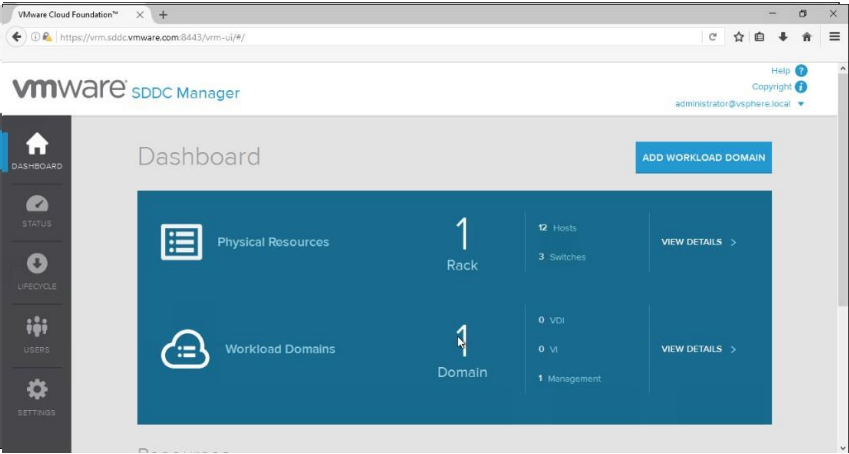 VMware Cloud Foundation™
https://vrm.sddc.vmware.com:8443/vrm-ui/#/
Help
Copyright
administrator@vsphere.local
vmware SDDC Manager
DASHBOARD
STATUS
LIFECYCLE
USERS
SETTINGS
Dashboard
ADD WORKLOAD DOMAIN
Physical Resources
1
Rack
12 Hosts
3 Switches
VIEW DETAILS >
Workload Domains
1
Domain
0 VDI
0 VI
1 Management
VIEW DETAILS >